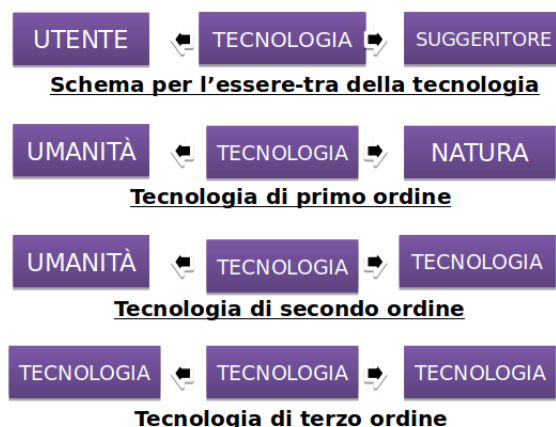 UTENTE TECNOLOGIA SUGGERITORE
Schema per l’essere-tra della tecnologia
UMANITÀ TECNOLOGIA NATURA
Tecnologia di primo ordine
UMANITÀ TECNOLOGIA TECNOLOGIA
Tecnologia di secondo ordine
TECNOLOGIA TECNOLOGIA TECNOLOGIA
Tecnologia di terzo ordine